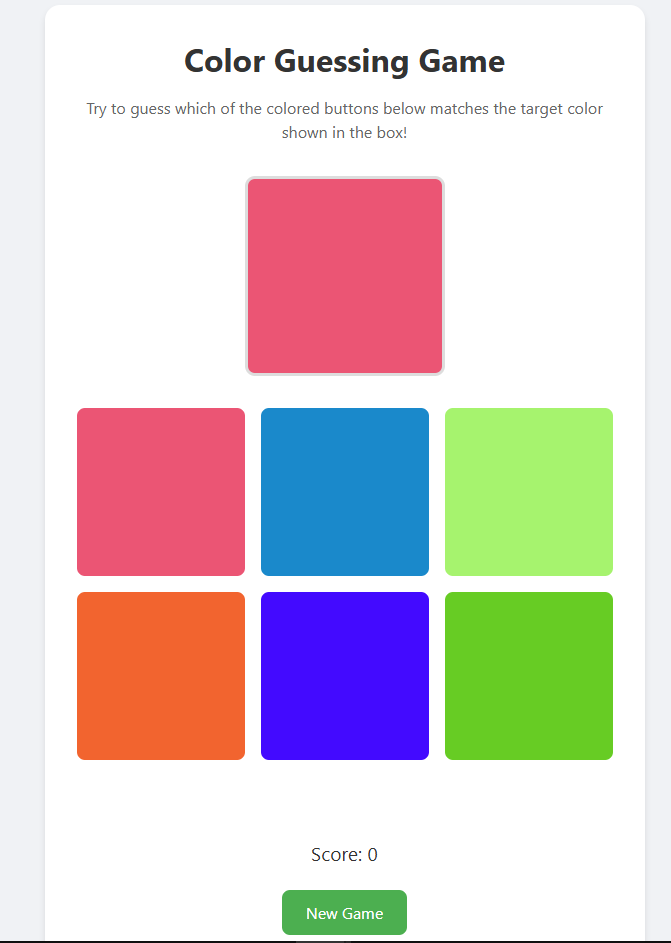 Color Guessing Game
Try to guess which of the colored buttons below matches the target color
shown in the box!
Score: 0
New Game